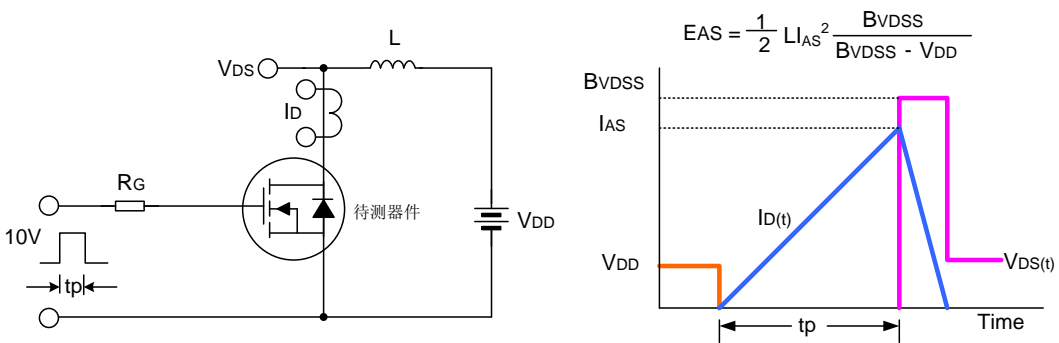 L
VDS
ID
RG
10V
tp
待测器件
VDD
EAS = 1/2 LIAS² BVDSS / BVDSS - VDD
BVDSS
IAS
ID(t)
VDD
VDS(t)
tp
Time